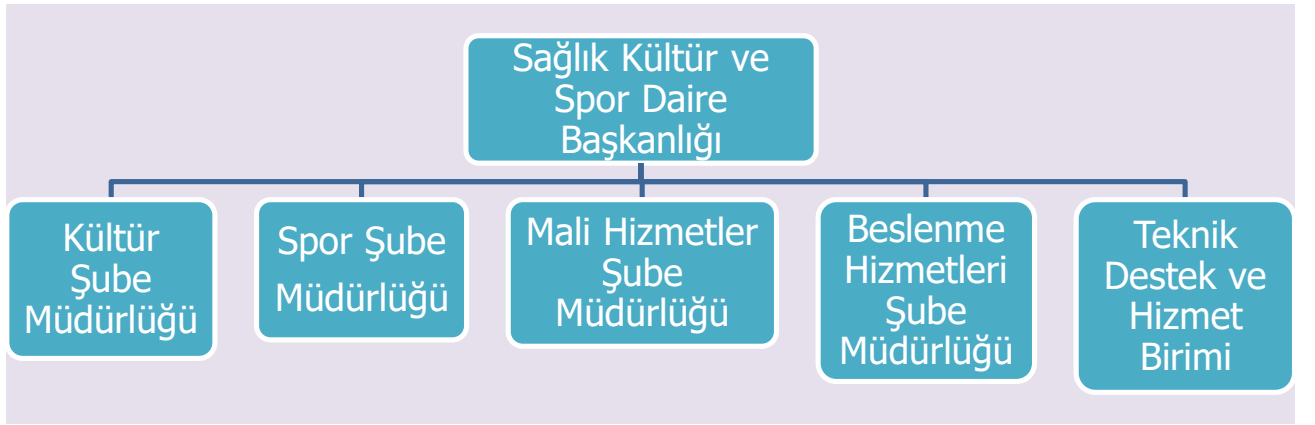 Sağlık Kültür ve
Spor Daire
Başkanlığı
Kültür
Şube
Müdürlüğü
Spor Şube
Müdürlüğü
Mali Hizmetler
Şube
Müdürlüğü
Beslenme
Hizmetleri
Şube
Müdürlüğü
Teknik
Destek ve
Hizmet
Birimi